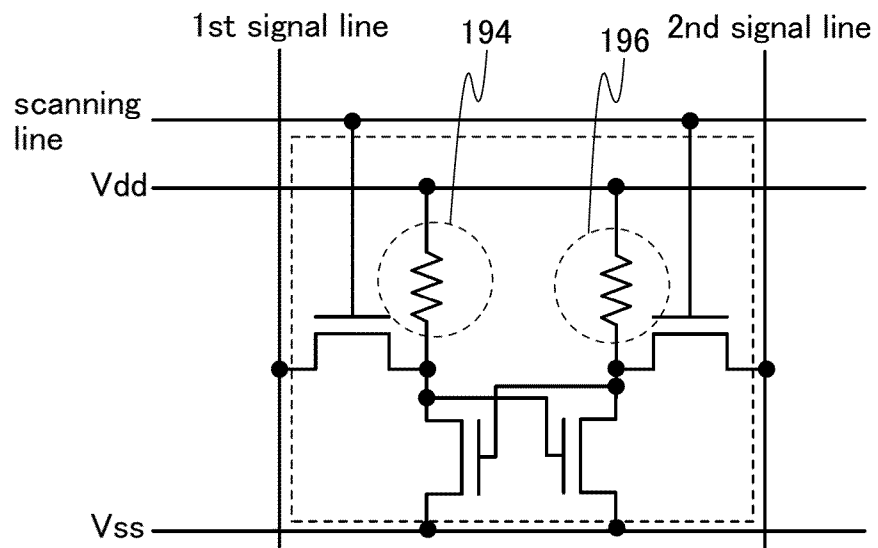 1st signal line
194
196
2nd signal line
scanning
line
Vdd
Vss